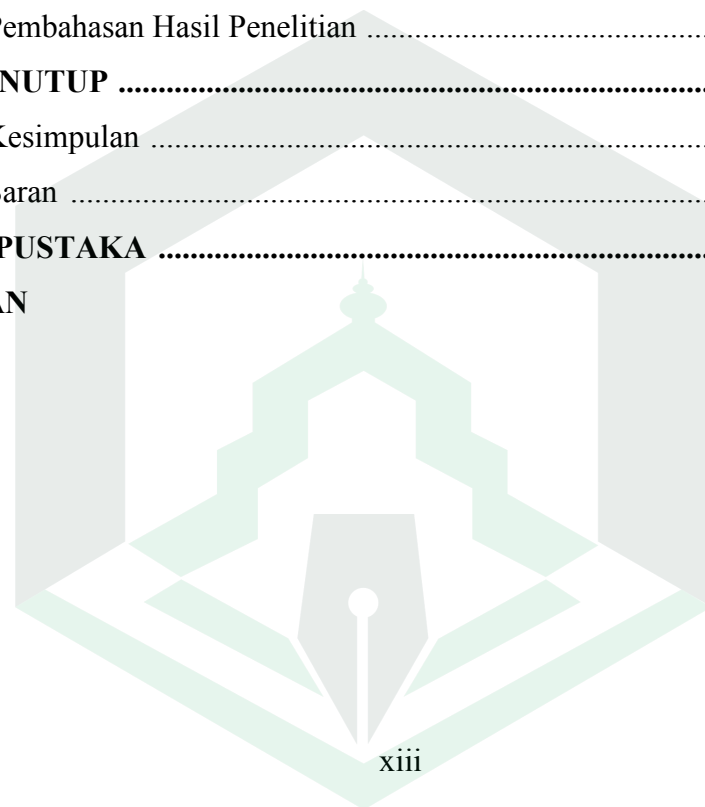 Pembahasan Hasil Penelitian ................................................
NUTUP ................................................................................
Kesimpulan ..........................................................................
aran ......................................................................................
PUSTAKA ...........................................................................
AN
xiii